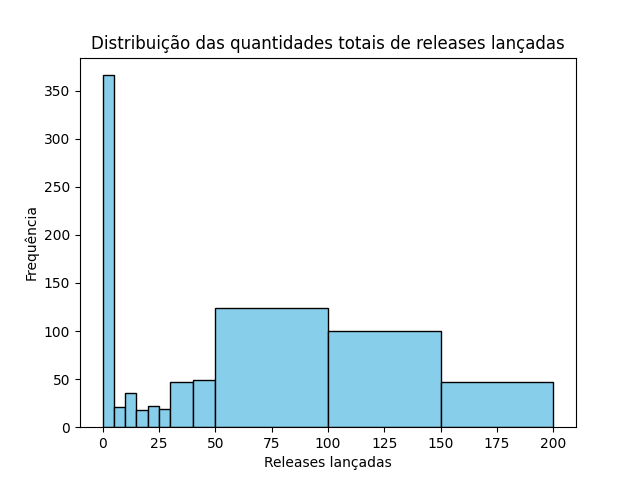 Distribuição das quantidades totais de releases lançadas
Frequência
350
300
250
200
150
100
50
0
0 25 50 75 100 125 150 175 200
Releases lançadas